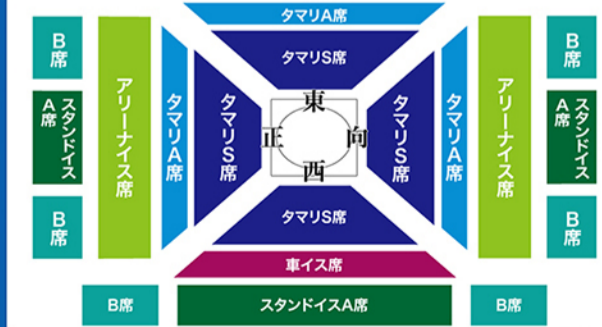 タマリA席
B席
スタンドイスA席
B席
アリーナイス席
タマリA席
タマリS席
タマリS席
東
正
向
西
タマリS席
タマリS席
タマリA席
アリーナイス席
B席
スタンドイスA席
B席
車イス席
B席
スタンドイスA席
B席